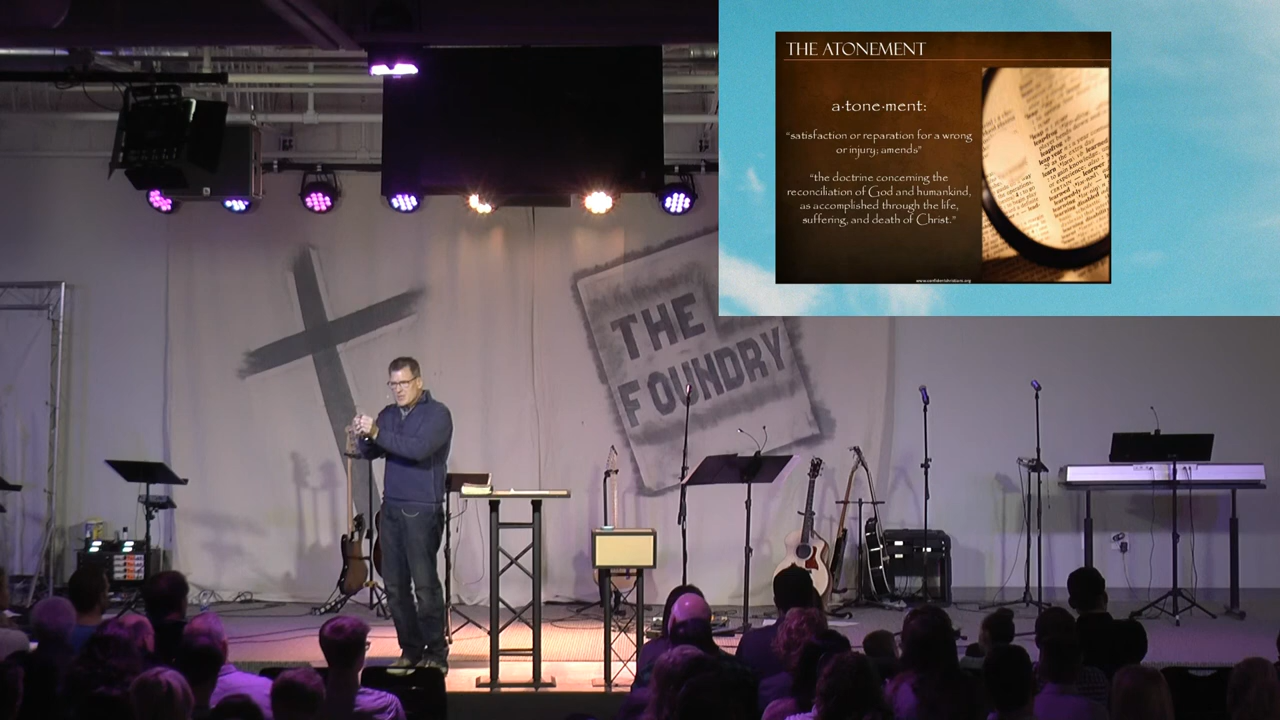 THE ATONEMENT
a·tone·ment:
"satisfaction or reparation for a wrong
or injury; amends"
"the doctrine concerning the
reconciliation of God and humankind,
as accomplished through the life,
suffering, and death of Christ."
THE
FOUNDRY